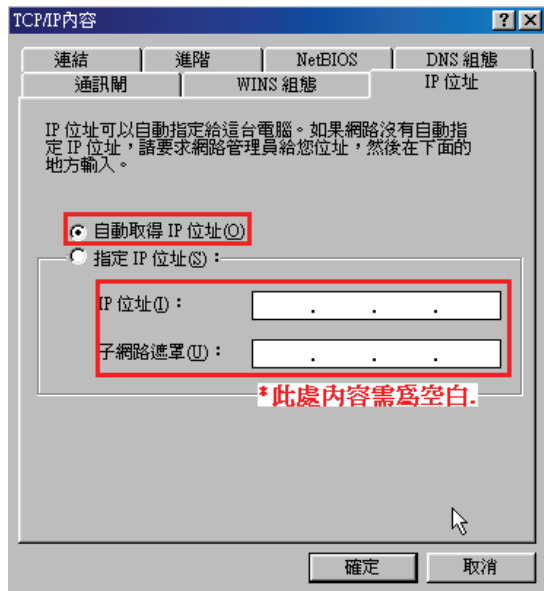 TCP/IP內容
連結 進階 NetBIOS DNS 組態
通訊閘 WINS 組態 IP 位址
IP 位址可以自動指定給這台電腦。如果網路沒有自動指
定 IP 位址，請要求網路管理員給您位址，然後在下面的
地方輸入。
自動取得 IP 位址(O)
指定 IP 位址(S)：
IP 位址(I)： . . .
子網路遮罩(U)： . . .
*此處內容需為空白.
確定 取消